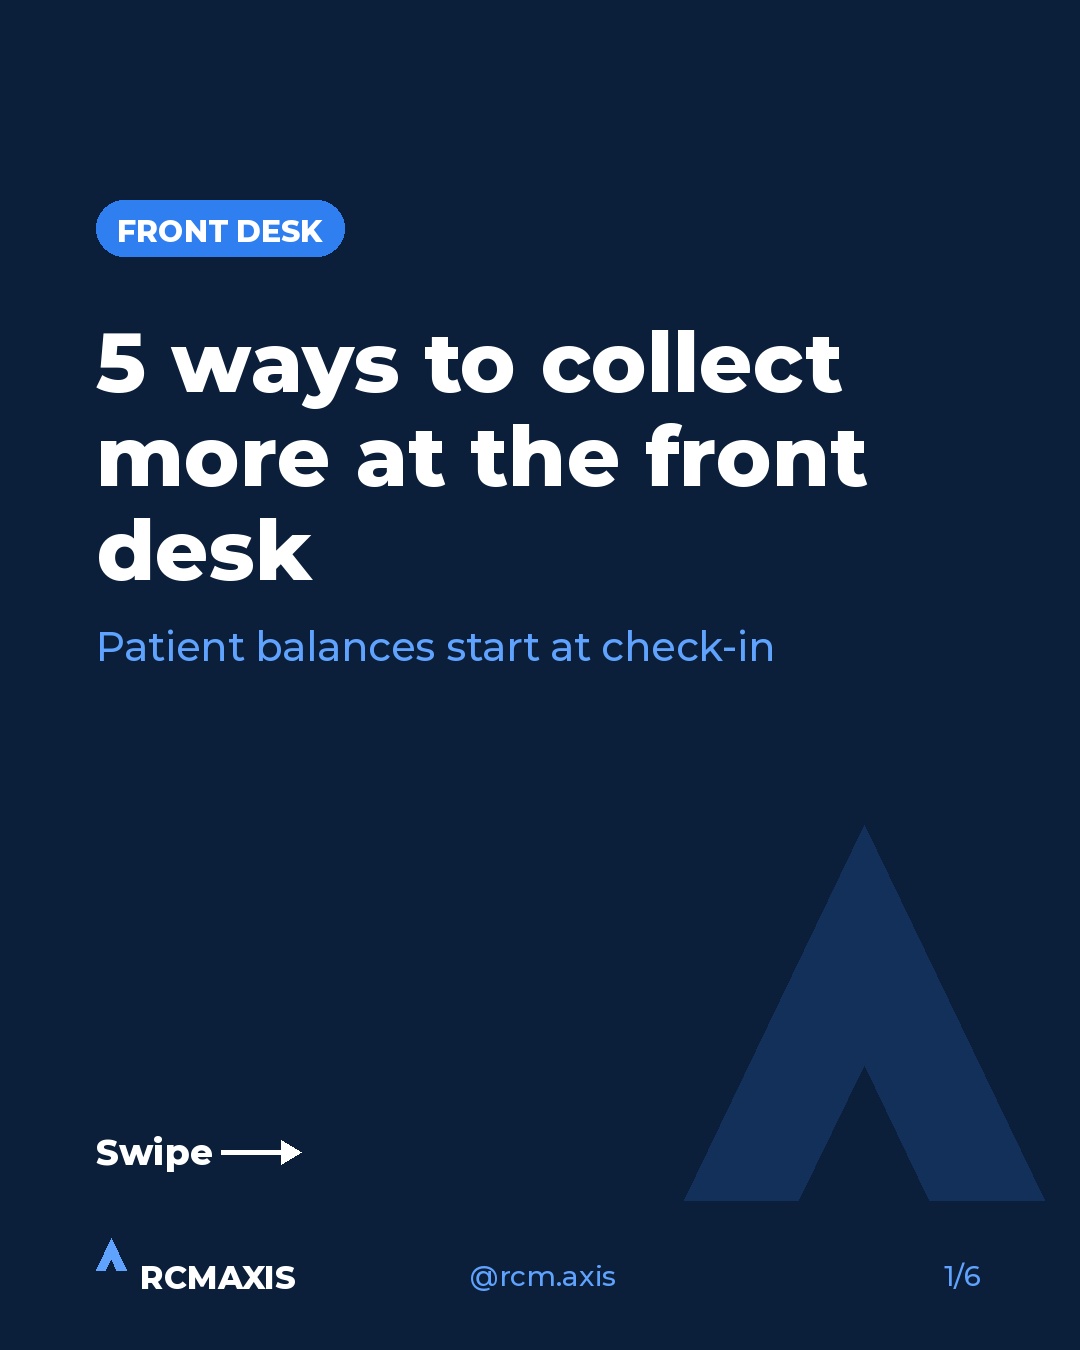 FRONT DESK
5 ways to collect
more at the front
desk
Patient balances start at check-in
Swipe
RCMAXIS
@rcm.axis
1/6